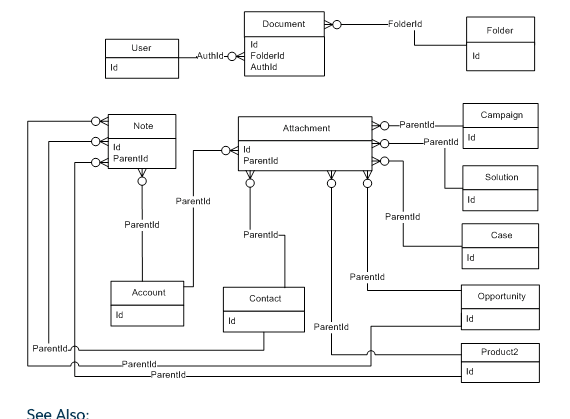 Document
Id
FolderId
AuthId
User
Id
AuthId
FolderId
Folder
Id
Note
Id
ParentId
Attachment
Id
ParentId
Campaign
Id
ParentId
ParentId
Solution
Id
ParentId
Case
Id
ParentId
ParentId
ParentId
ParentId
ParentId
Account
Id
Contact
Id
Opportunity
Id
Product2
Id
ParentId
ParentId
ParentId
See Also: